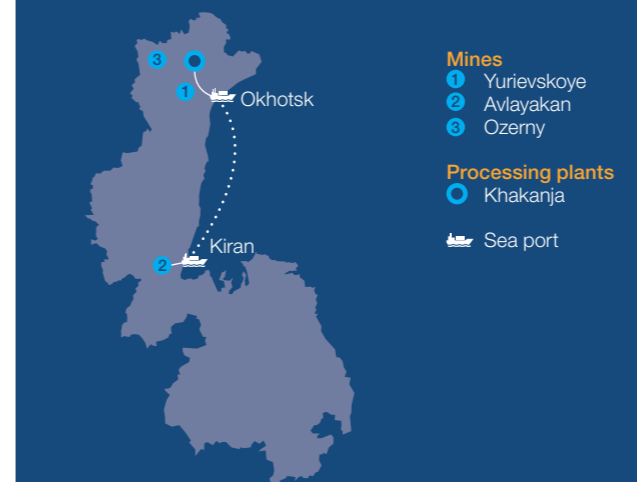 3
1
Okhotsk
Kiran
2
Mines
1 Yurievskoye
2 Avlayakan
3 Ozerny
Processing plants
Khakanja
Sea port